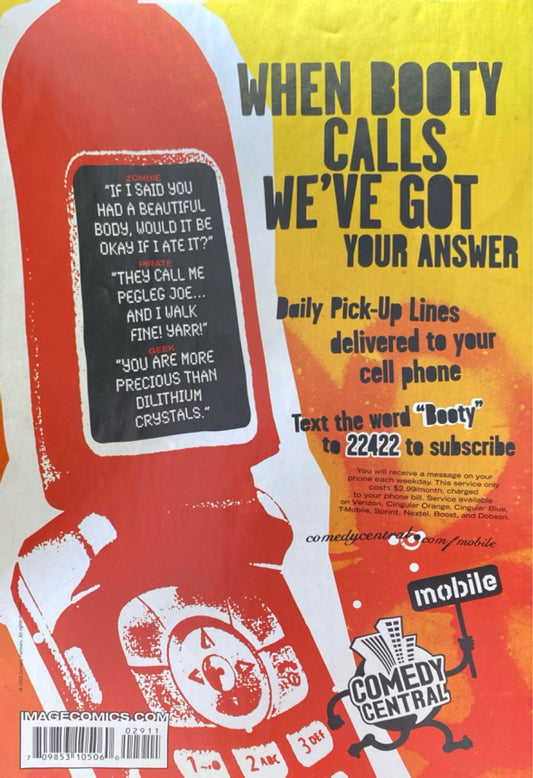 WHEN BOOTY
CALLS
WE'VE GOT
YOUR ANSWER
ZOMBIE
"IF I SAID YOU
HAD A BEAUTIFUL
BODY, WOULD IT BE
OKAY IF I ATE IT?"
PIRATE
"THEY CALL ME
PEGLEG JOE...
AND I WALK
FINE! YARR!"
GEEK
"YOU ARE MORE
PRECIOUS THAN
DILITHIUM
CRYSTALS."
Daily Pick-Up Lines
delivered to your
cell phone
Text the word "Booty"
to 22422 to subscribe
You will receive a message on your
phone each weekday. This service only
costs $2.99/month, charged
to your phone bill. Service available
on Verizon, Cingular Orange, Cingular Blue,
T-Mobile, Sprint, Nextel, Boost, and Dobson.
comedycentral.com/mobile
mobile
COMEDY
CENTRAL
IMAGECOMICS.COM
02911
7 09853 10506 0
1 2 ABC 3 DEF